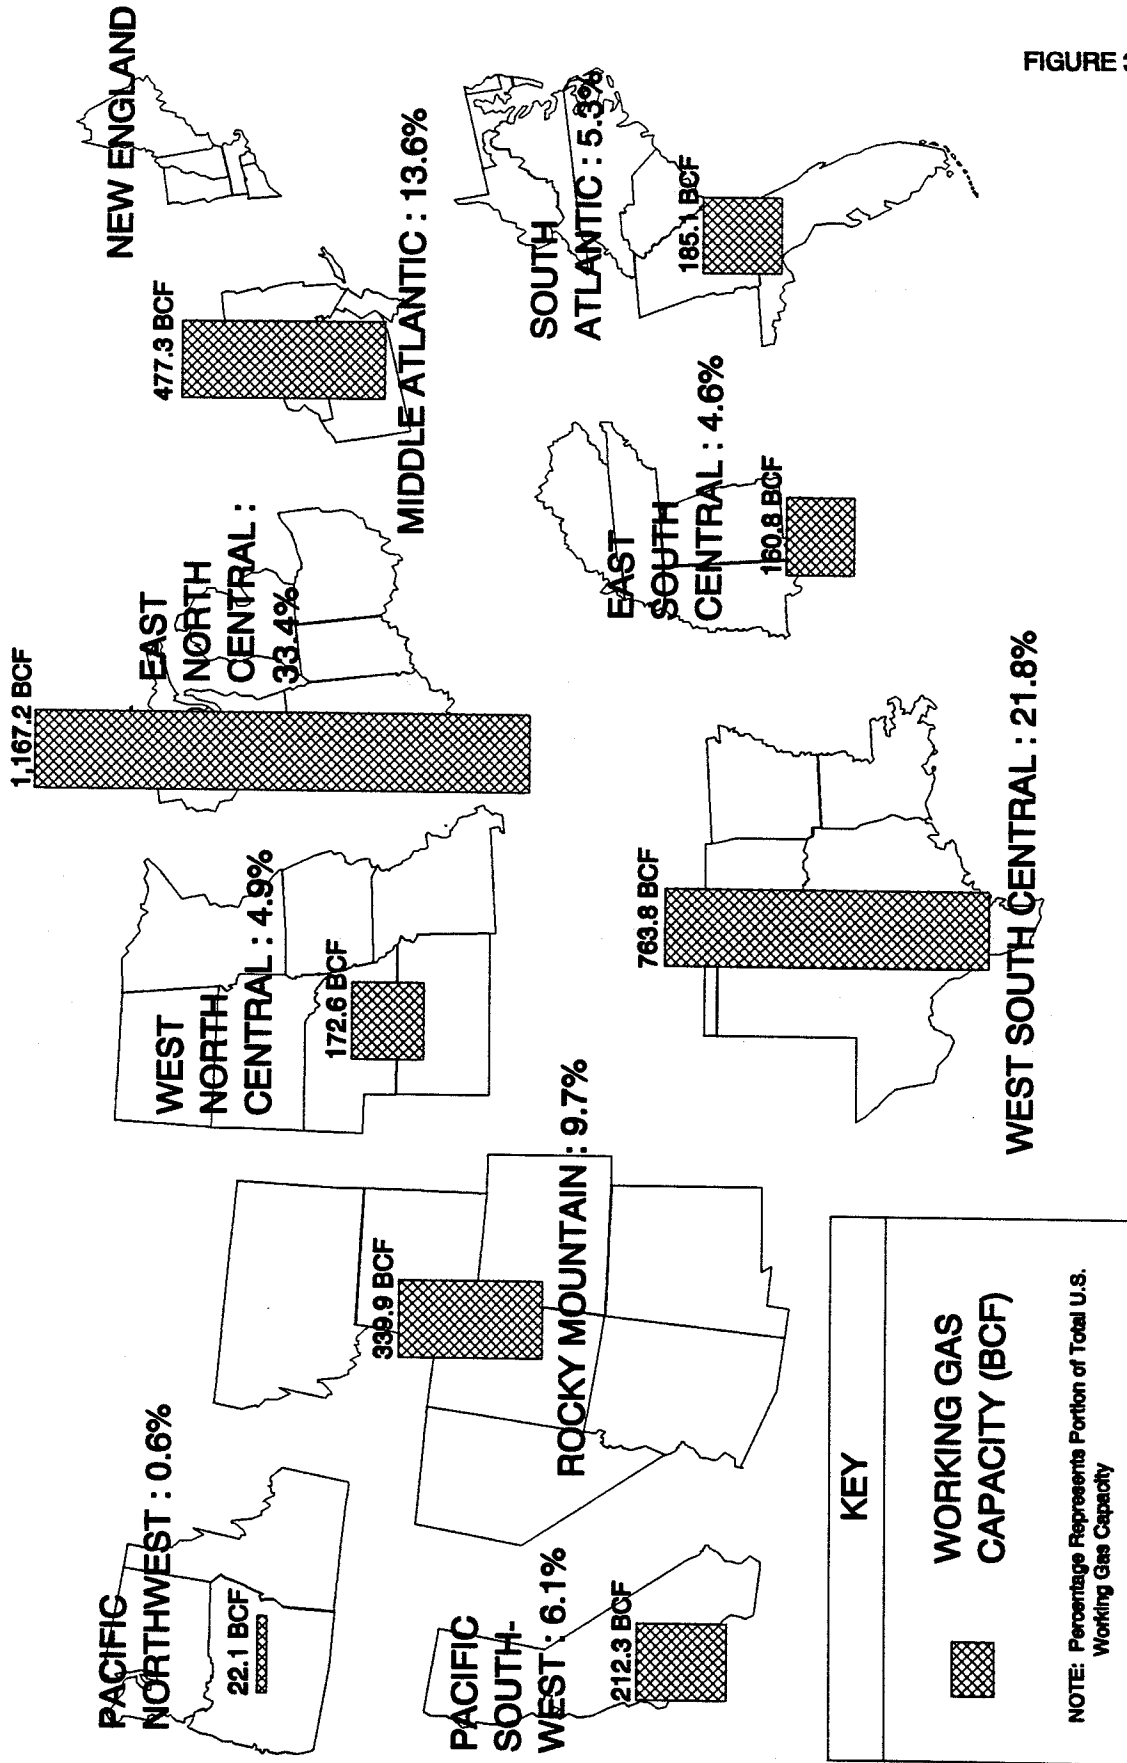 FIGURE 3
PACIFIC
NORTHWEST : 0.6%
22.1 BCF
PACIFIC
SOUTH-
WEST : 6.1%
212.3 BCF
339.9 BCF
ROCKY MOUNTAIN : 9.7%
WEST
NORTH
CENTRAL : 4.9%
172.6 BCF
1,167.2 BCF
EAST
NORTH
CENTRAL :
33.4%
477.3 BCF
MIDDLE ATLANTIC : 13.6%
NEW ENGLAND
SOUTH
ATLANTIC : 5.3%
185.1 BCF
EAST
SOUTH
CENTRAL : 4.6%
160.8 BCF
763.8 BCF
WEST SOUTH CENTRAL : 21.8%
KEY
WORKING GAS
CAPACITY (BCF)
NOTE: Percentage Represents Portion of Total U.S.
Working Gas Capacity